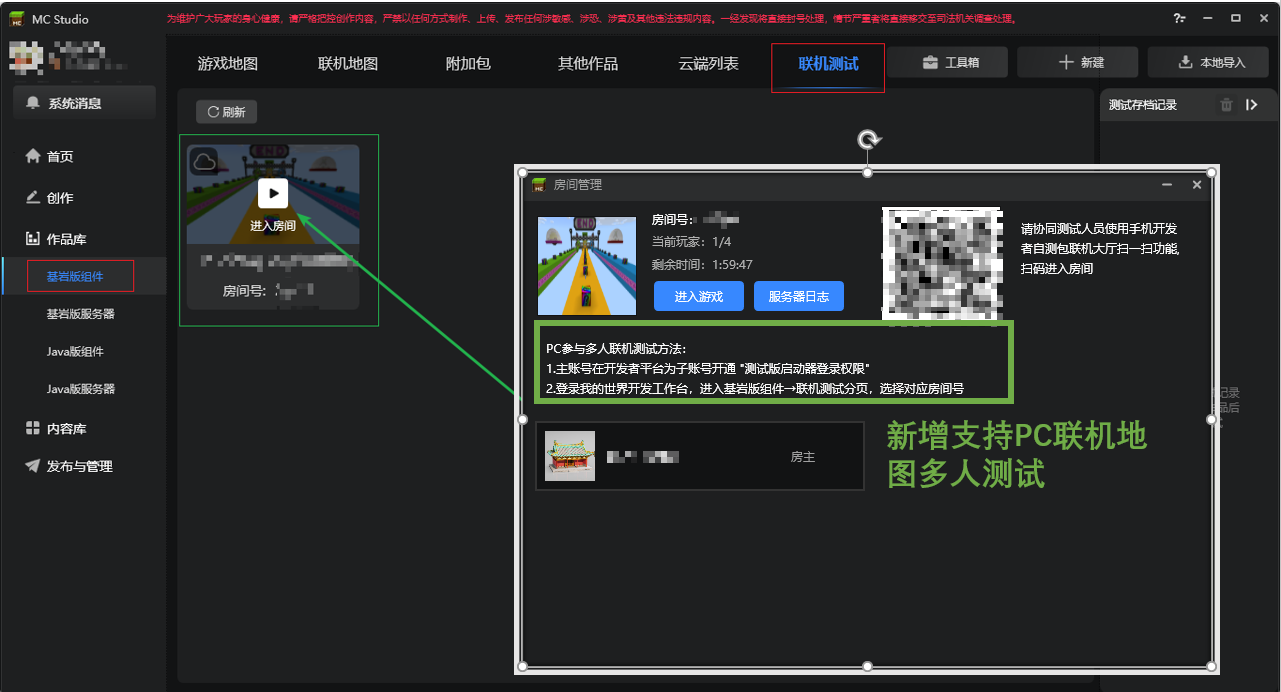 MC Studio
为维护广大玩家的身心健康，请严格把控创作内容，严禁以任何方式制作、上传、发布任何涉敏感、涉恐、涉黄及其他违法违规内容。一经发现将直接封号处理，情节严重者将直接移交至司法机关调查处理。
游戏地图
联机地图
附加包
其他作品
云端列表
联机测试
工具箱
新建
本地导入
系统消息
首页
创作
作品库
基岩版组件
基岩版服务器
Java版组件
Java版服务器
内容库
发布与管理
刷新
END
进入房间
房间号：
测试存档记录
房间管理
END
房间号：
当前玩家：1/4
剩余时间：1:59:47
进入游戏
服务器日志
请协同测试人员使用手机开发
者自测包联机大厅扫一扫功能,
扫码进入房间
PC参与多人联机测试方法：
1.主账号在开发者平台为子账号开通 "测试版启动器登录权限"
2.登录我的世界开发工作台，进入基岩版组件→联机测试分页，选择对应房间号
房主
新增支持PC联机地
图多人测试
记录
品后